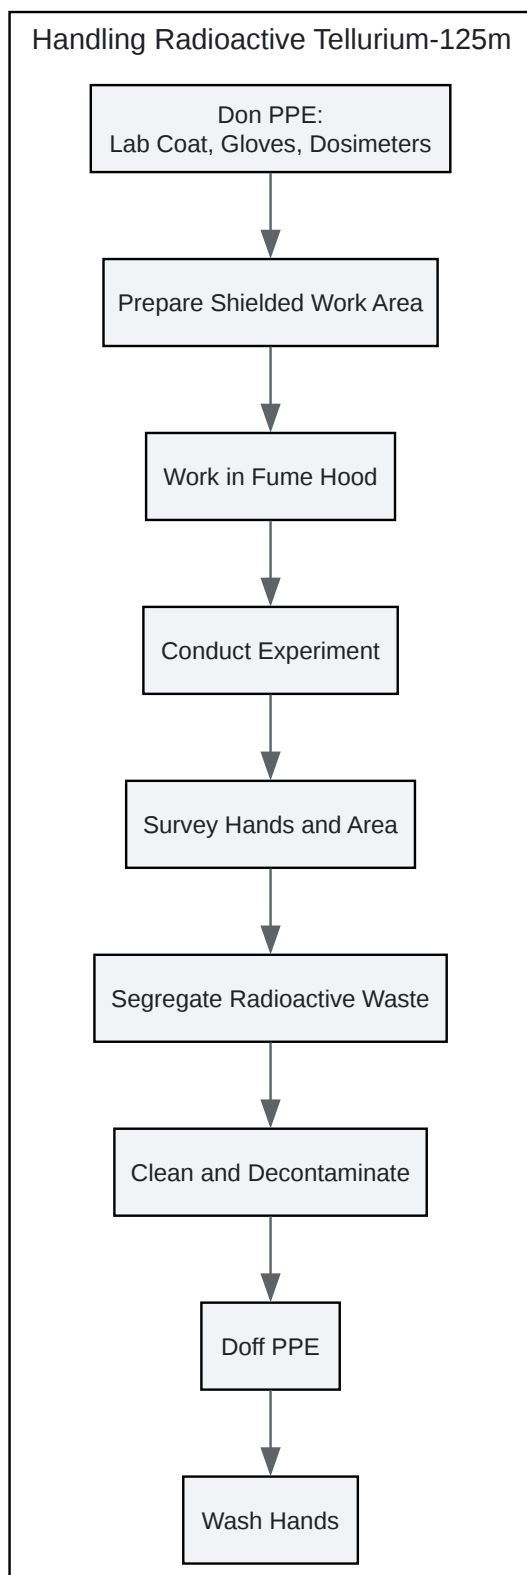 Handling Radioactive Tellurium-125m
Don PPE:
Lab Coat, Gloves, Dosimeters
Prepare Shielded Work Area
Work in Fume Hood
Conduct Experiment
Survey Hands and Area
Segregate Radioactive Waste
Clean and Decontaminate
Doff PPE
Wash Hands